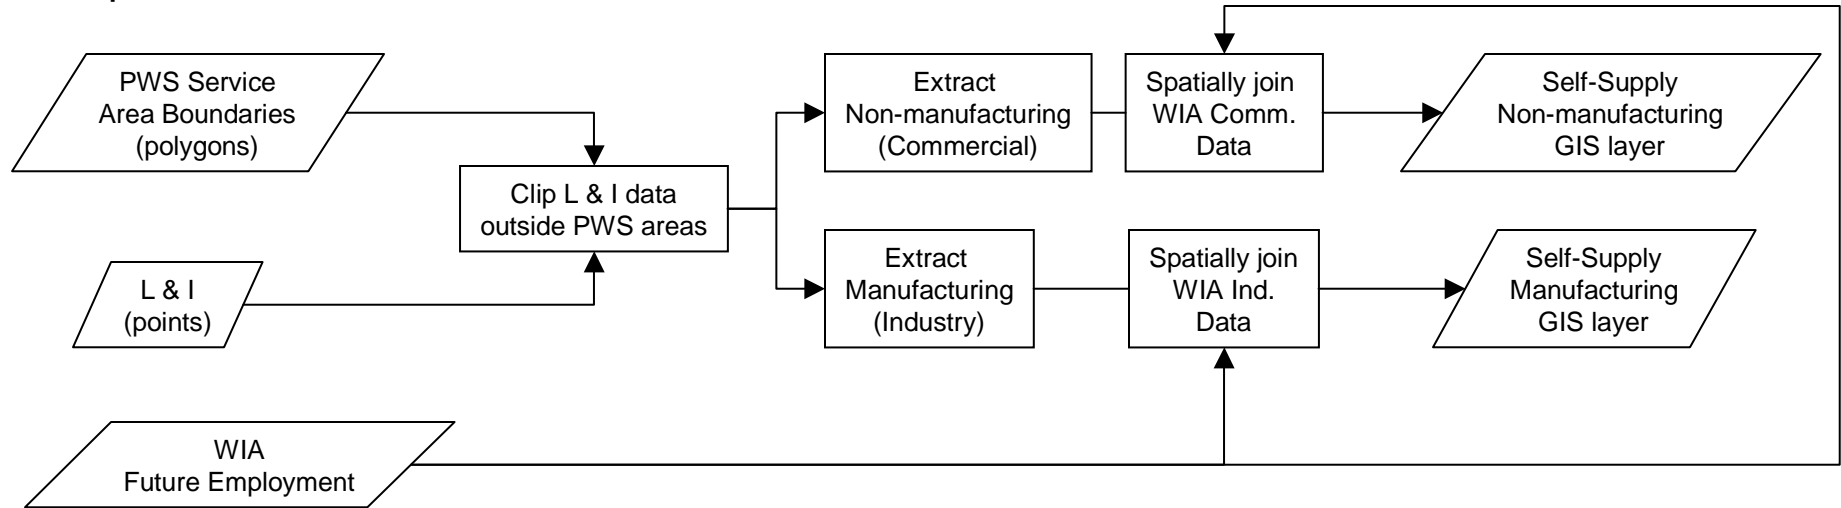 PWS Service
Area Boundaries
(polygons)
L & I
(points)
WIA
Future Employment
Clip L & I data
outside PWS areas
Extract
Non-manufacturing
(Commercial)
Extract
Manufacturing
(Industry)
Spatially join
WIA Comm.
Data
Spatially join
WIA Ind.
Data
Self-Supply
Non-manufacturing
GIS layer
Self-Supply
Manufacturing
GIS layer